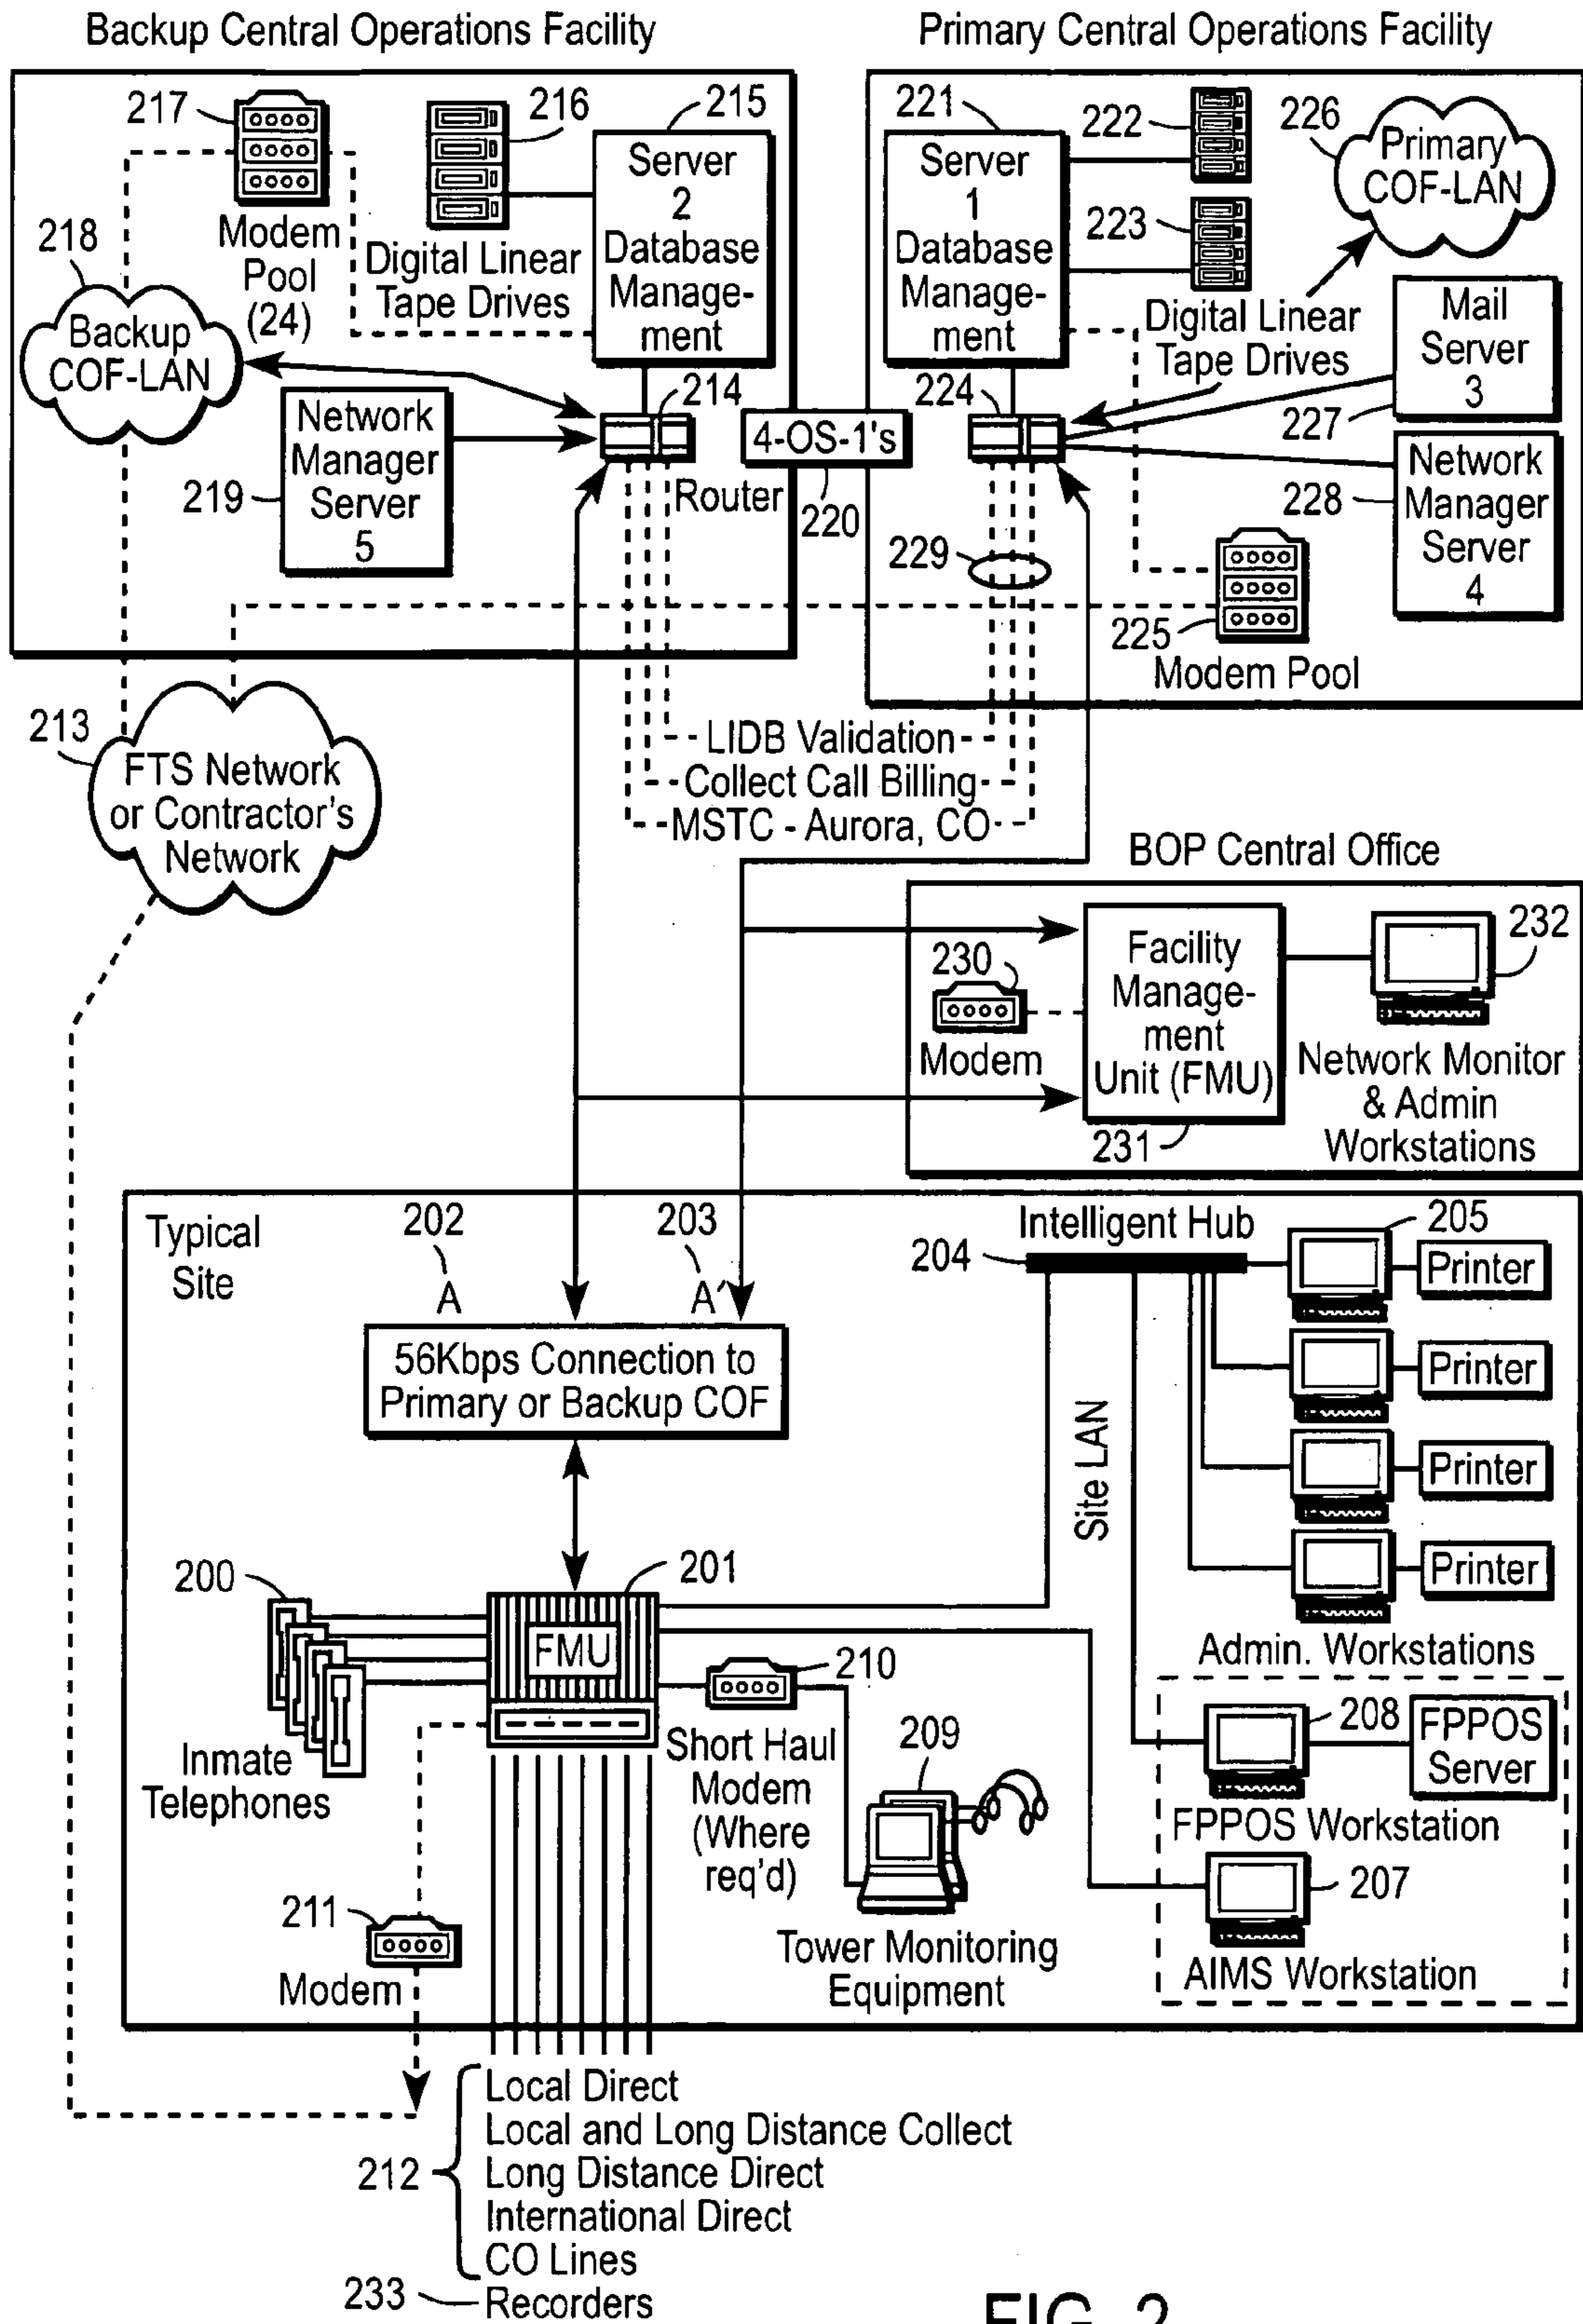 Backup Central Operations Facility
217
216
215
Server
2
Database
Manage-
ment
218
Modem
Pool
(24)
Digital Linear
Tape Drives
Backup
COF-LAN
214
Network
Manager
Server
5
219
Router
4-OS-1's
220
Primary Central Operations Facility
221
222
226
Server
1
Database
Manage-
ment
Primary
COF-LAN
223
Digital Linear
Tape Drives
Mail
Server
3
224
227
Network
Manager
Server
4
228
229
225
Modem Pool
213
FTS Network
or Contractor's
Network
LIDB Validation
Collect Call Billing
MSTC - Aurora, CO
BOP Central Office
230
Modem
Facility
Manage-
ment
Unit (FMU)
231
232
Network Monitor
& Admin
Workstations
Typical
Site
202
A
203
A'
56Kbps Connection to
Primary or Backup COF
Intelligent Hub
204
205
Printer
Printer
Printer
Printer
Site LAN
Admin. Workstations
200
Inmate
Telephones
201
FMU
210
Short Haul
Modem
(Where
req'd)
209
Tower Monitoring
Equipment
208
FPPOS
Server
FPPOS Workstation
207
AIMS Workstation
211
Modem
212
Local Direct
Local and Long Distance Collect
Long Distance Direct
International Direct
CO Lines
233
Recorders
FIG. 2